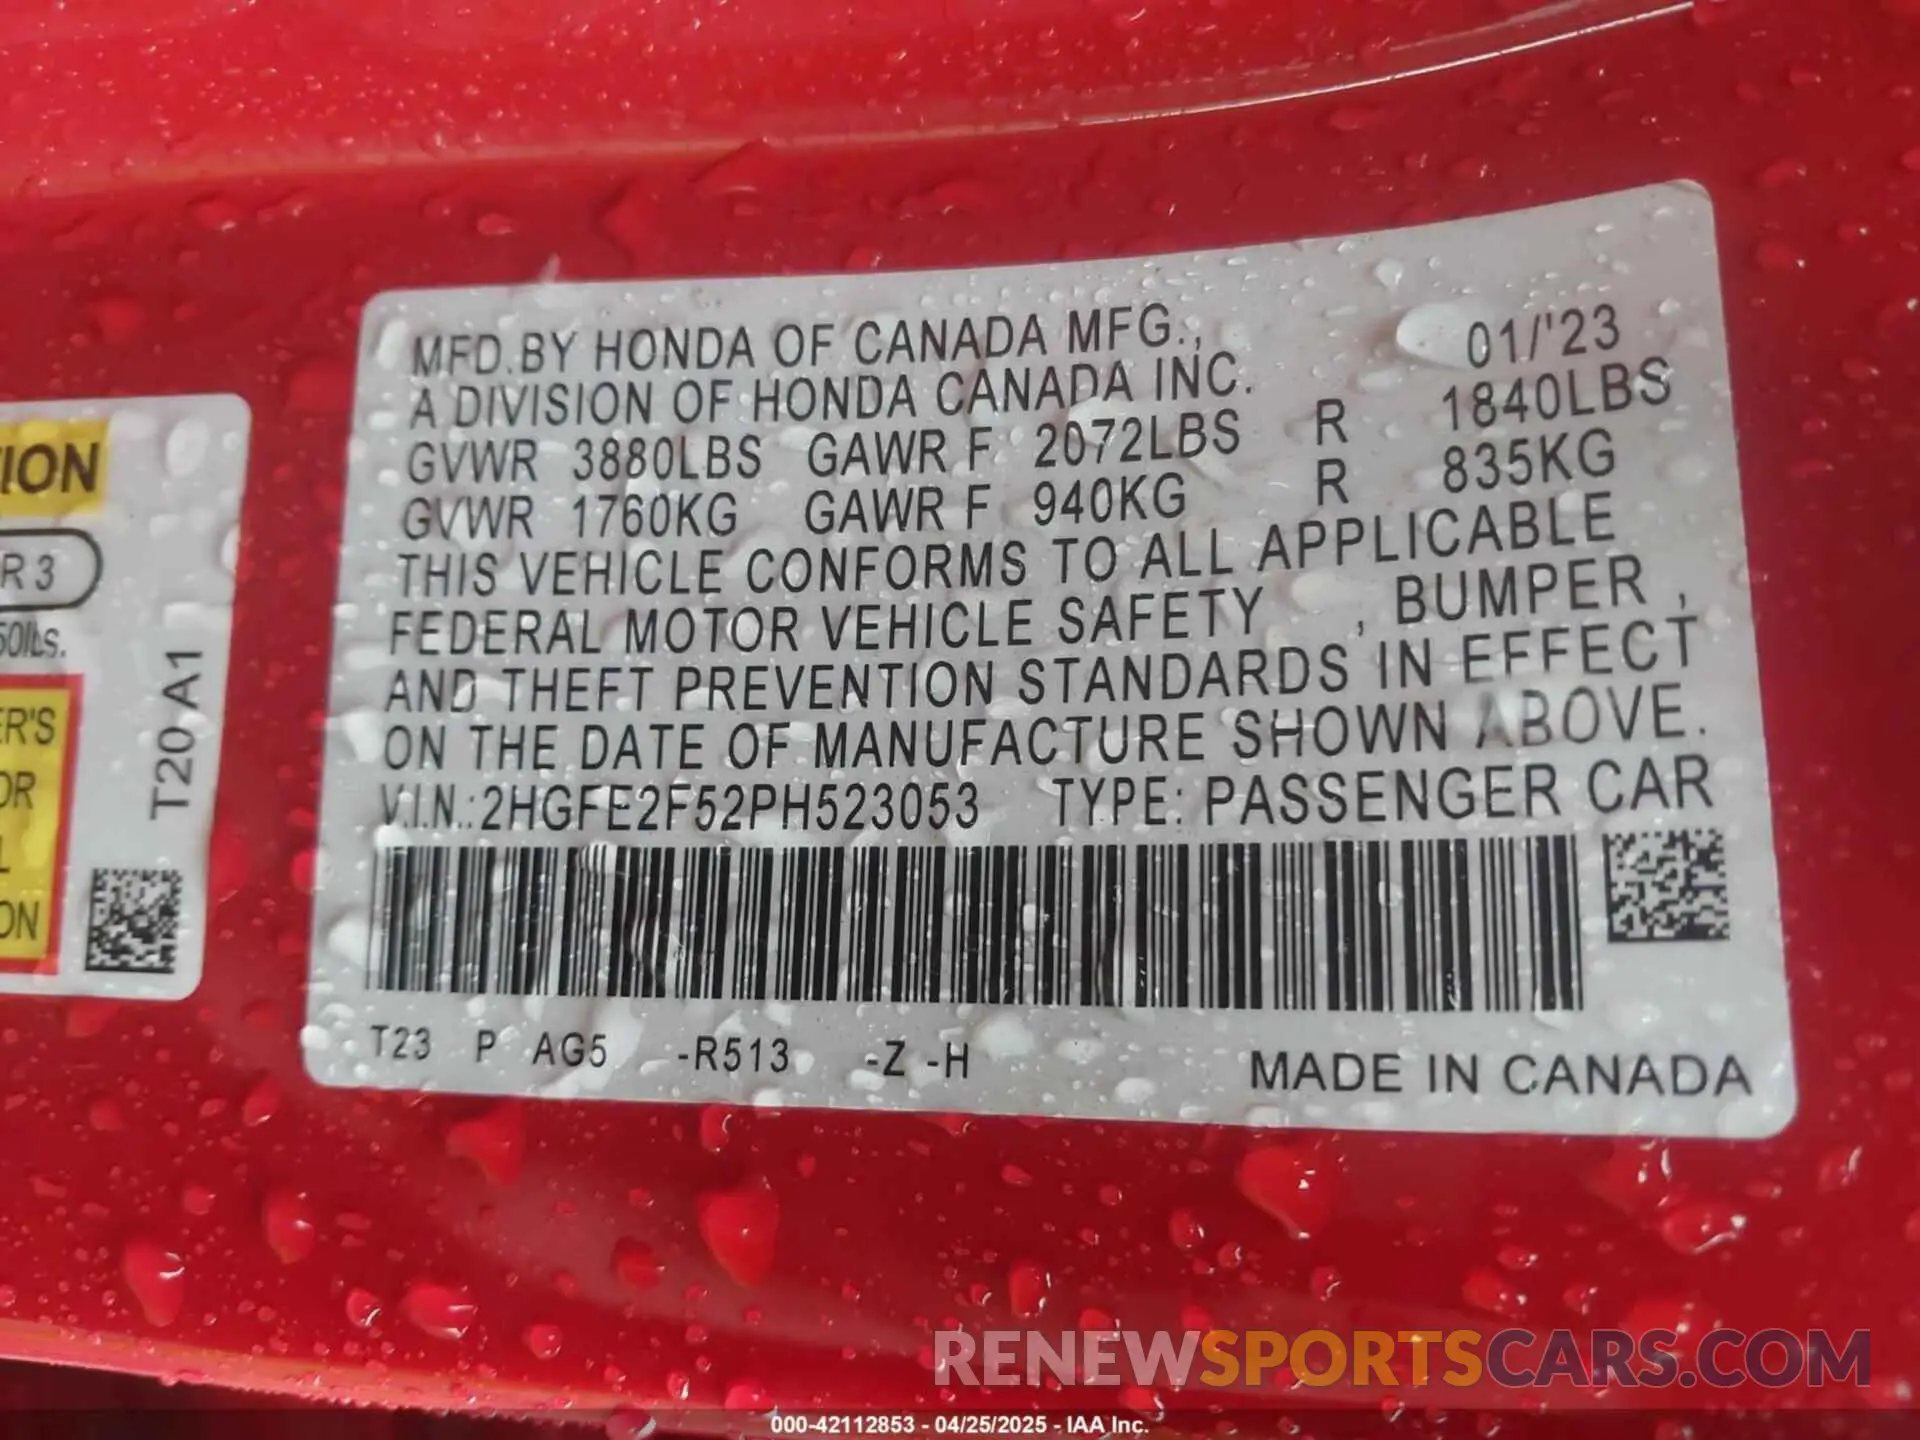 ION
R 3
50lbs.
ER'S
OR
L
ON
T20 A1
MFD.BY HONDA OF CANADA MFG., 01/'23
A DIVISION OF HONDA CANADA INC.
GVWR 3880LBS GAWR F 2072LBS R 1840LBS
GVWR 1760KG GAWR F 940KG R 835KG
THIS VEHICLE CONFORMS TO ALL APPLICABLE
FEDERAL MOTOR VEHICLE SAFETY , BUMPER ,
AND THEFT PREVENTION STANDARDS IN EFFECT
ON THE DATE OF MANUFACTURE SHOWN ABOVE.
V.I.N.:2HGFE2F52PH523053 TYPE: PASSENGER CAR
T23 P AG5 -R513 -Z -H MADE IN CANADA
RENEWSPORTSCARS.COM
000-42112853 - 04/25/2025 - IAA Inc.